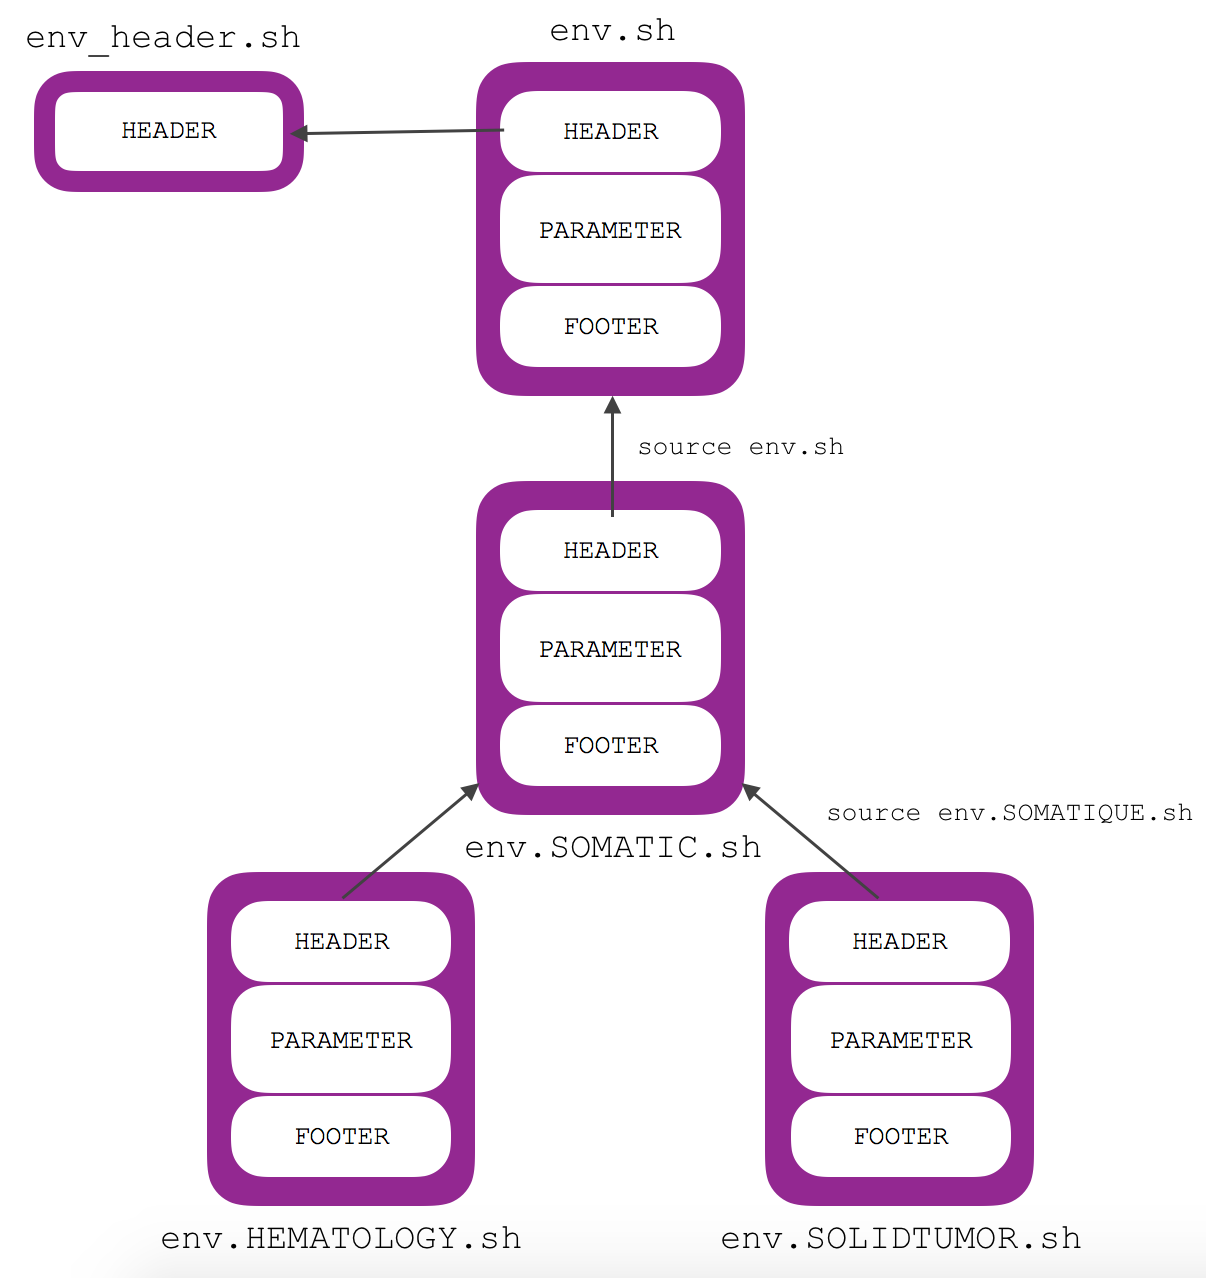 env_header.sh
env.sh
HEADER
HEADER
PARAMETER
FOOTER
source env.sh
HEADER
PARAMETER
FOOTER
source env.SOMATIQUE.sh
env.SOMATIC.sh
HEADER
PARAMETER
FOOTER
env.HEMATOLOGY.sh
HEADER
PARAMETER
FOOTER
env.SOLIDTUMOR.sh